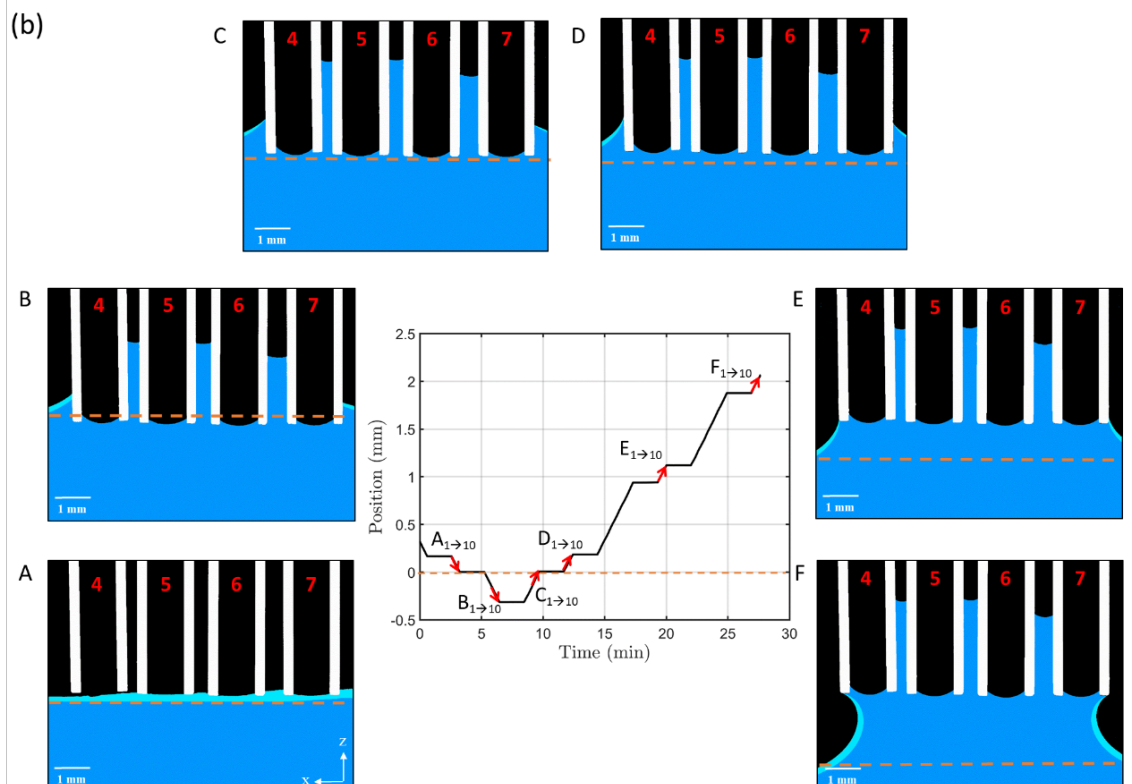 (b)
C
4 5 6 7
1 mm
D
4 5 6 7
1 mm
B
4 5 6 7
1 mm
A
4 5 6 7
1 mm
Z
X
2.5
2
1.5
1
0.5
0
-0.5
0 5 10 15 20 25 30
Position (mm)
Time (min)
A1→10
B1→10
C1→10
D1→10
E1→10
F1→10
E
4 5 6 7
1 mm
F
4 5 6 7
1 mm